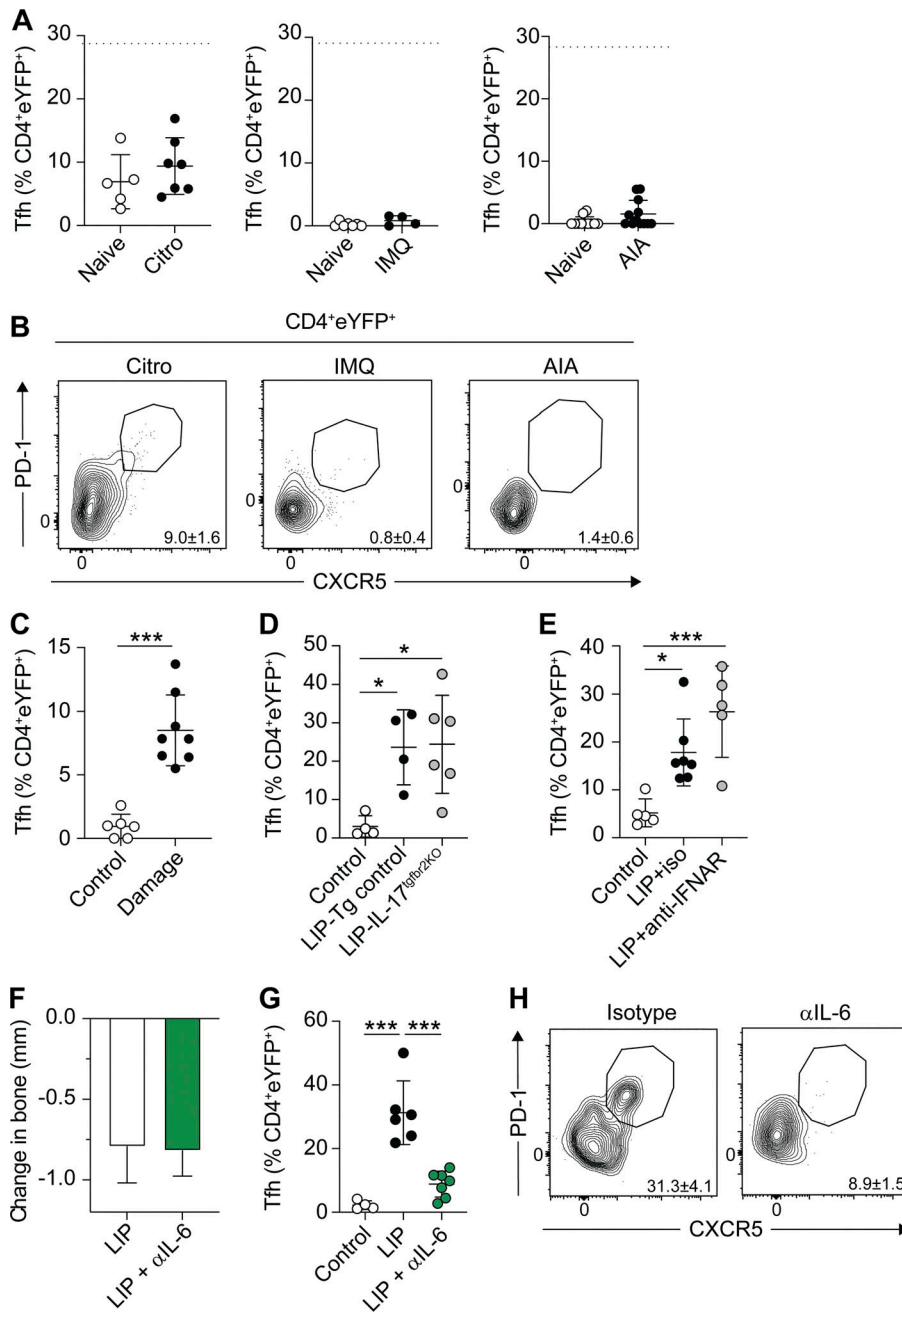 A
Tfh (% CD4⁺eYFP⁺)
30
20
10
0
Naive
Citro
Tfh (% CD4⁺eYFP⁺)
30
20
10
0
Naive
IMQ
Tfh (% CD4⁺eYFP⁺)
30
20
10
0
Naive
AIA
B
CD4⁺eYFP⁺
Citro
IMQ
AIA
PD-1
0
0
0
9.0±1.6
0.8±0.4
1.4±0.6
0
0
0
CXCR5
C
Tfh (% CD4⁺eYFP⁺)
15
10
5
0
***
Control
Damage
D
Tfh (% CD4⁺eYFP⁺)
50
40
30
20
10
0
*
*
Control
LIP-Tg control
LIP-IL-17ᵗᵍᶠᵇʳ²ᴷᴼ
E
Tfh (% CD4⁺eYFP⁺)
40
30
20
10
0
***
*
Control
LIP+iso
LIP+anti-IFNAR
F
Change in bone (mm)
0.0
-0.5
-1.0
LIP
LIP + αIL-6
G
Tfh (% CD4⁺eYFP⁺)
60
40
20
0
*** ***
Control
LIP
LIP + αIL-6
H
Isotype
αIL-6
PD-1
0
0
31.3±4.1
8.9±1.5
0
0
CXCR5